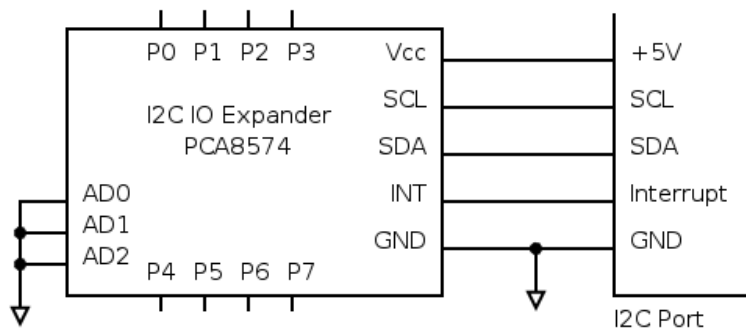 P0 P1 P2 P3
Vcc
SCL
I2C IO Expander
PCA8574
SDA
AD0
INT
AD1
GND
AD2
P4 P5 P6 P7
+5V
SCL
SDA
Interrupt
GND
I2C Port